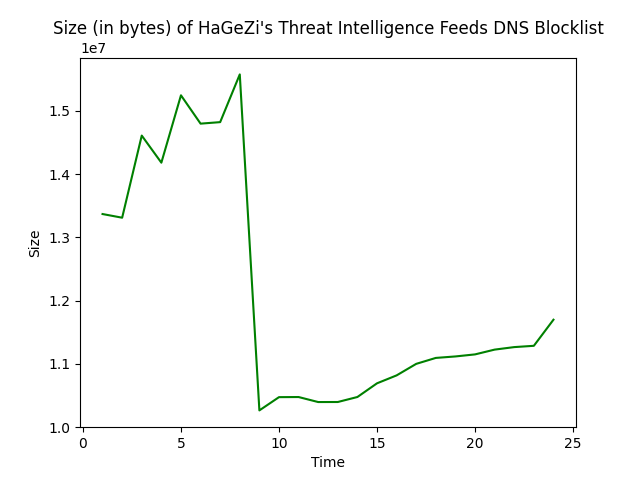 Size (in bytes) of HaGeZi's Threat Intelligence Feeds DNS Blocklist
1e7
1.5
1.4
1.3
1.2
1.1
1.0
Size
0 5 10 15 20 25
Time